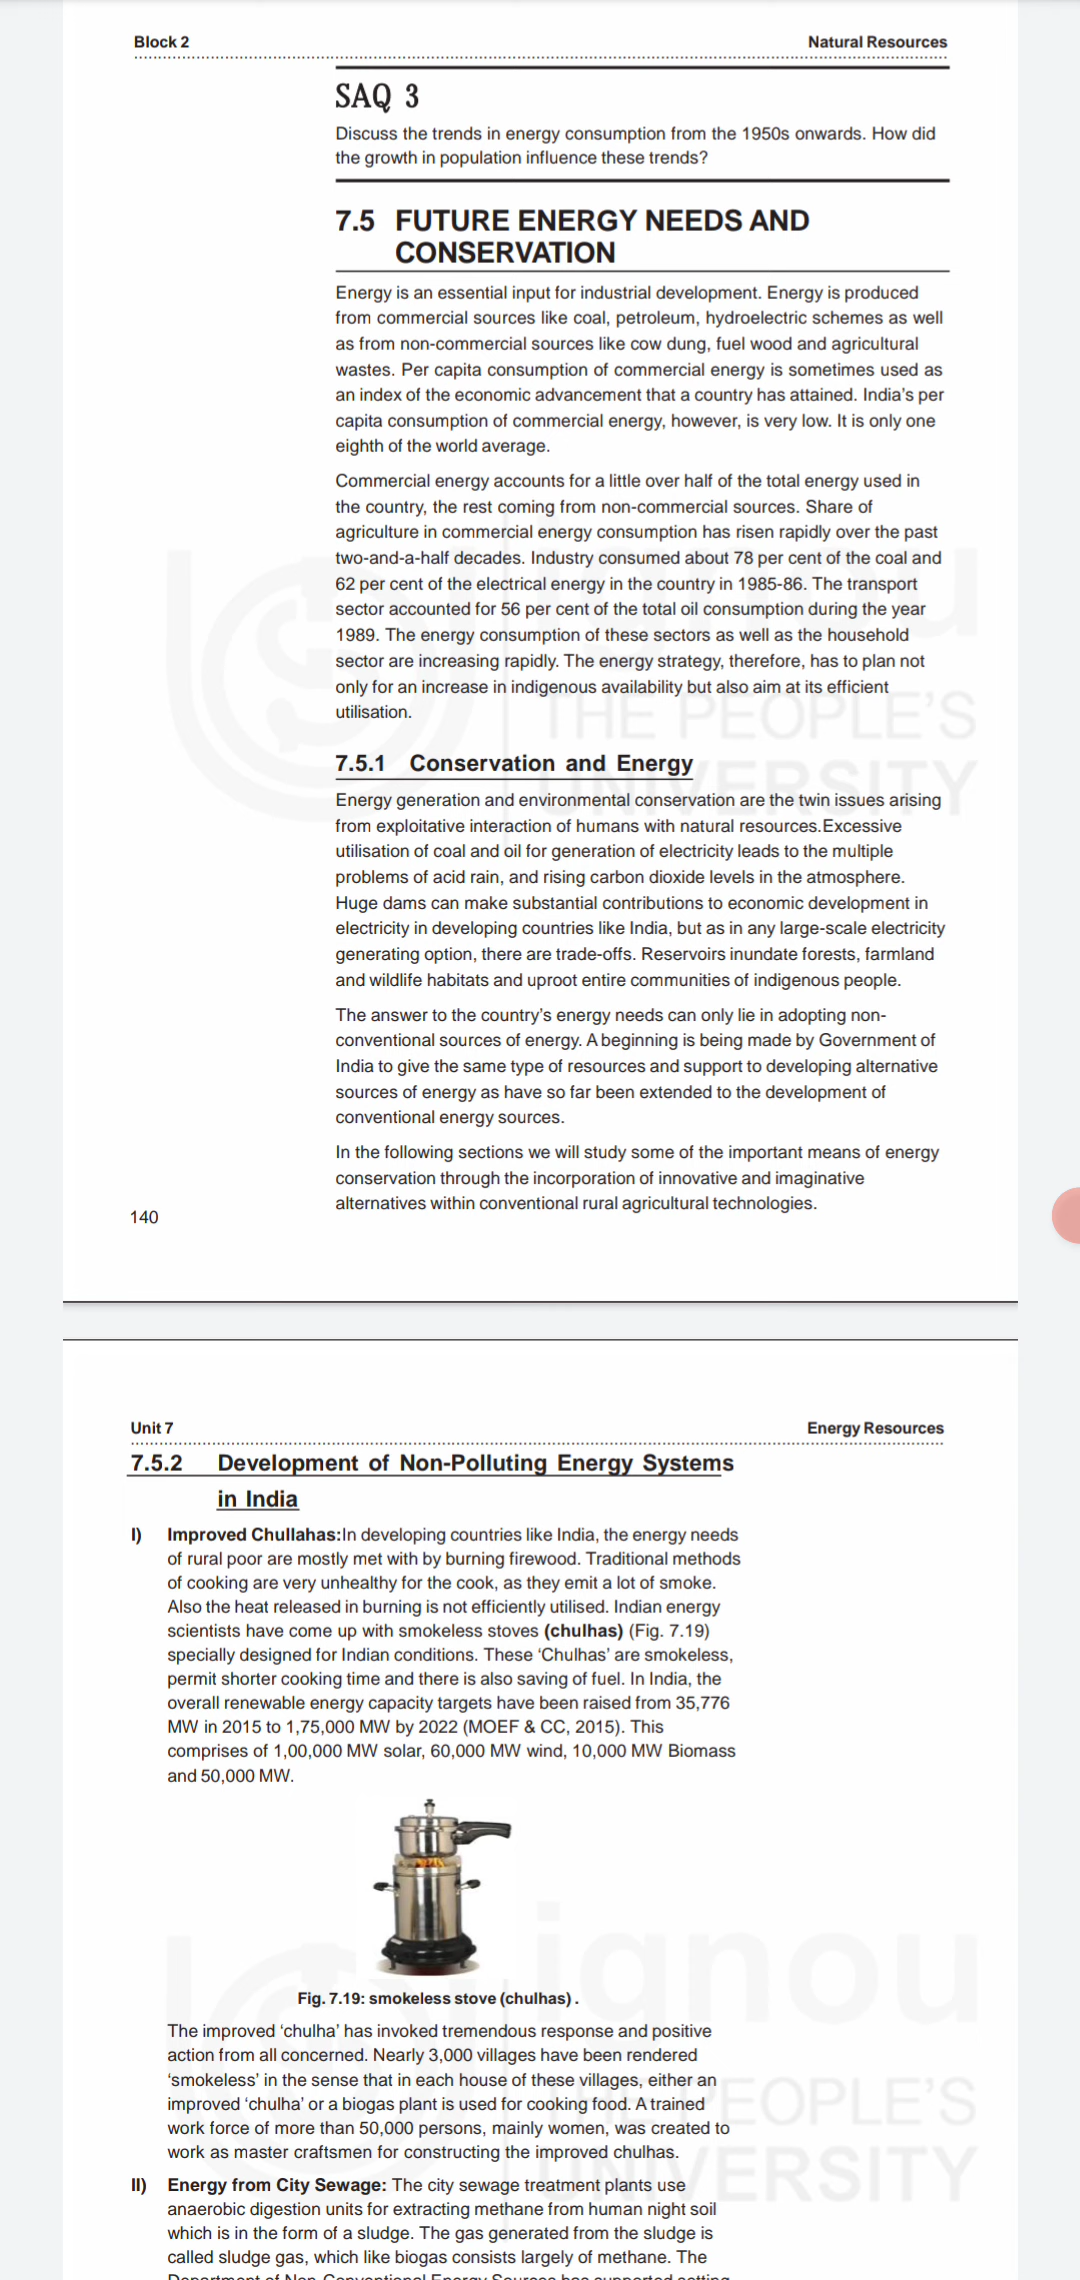 Block 2
Natural Resources
SAQ 3
Discuss the trends in energy consumption from the 1950s onwards. How did
the growth in population influence these trends?
7.5 FUTURE ENERGY NEEDS AND
CONSERVATION
Energy is an essential input for industrial development. Energy is produced
from commercial sources like coal, petroleum, hydroelectric schemes as well
as from non-commercial sources like cow dung, fuel wood and agricultural
wastes. Per capita consumption of commercial energy is sometimes used as
an index of the economic advancement that a country has attained. India's per
capita consumption of commercial energy, however, is very low. It is only one
eighth of the world average.
Commercial energy accounts for a little over half of the total energy used in
the country, the rest coming from non-commercial sources. Share of
agriculture in commercial energy consumption has risen rapidly over the past
two-and-a-half decades. Industry consumed about 78 per cent of the coal and
62 per cent of the electrical energy in the country in 1985-86. The transport
sector accounted for 56 per cent of the total oil consumption during the year
1989. The energy consumption of these sectors as well as the household
sector are increasing rapidly. The energy strategy, therefore, has to plan not
only for an increase in indigenous availability but also aim at its efficient
utilisation.
7.5.1 Conservation and Energy
Energy generation and environmental conservation are the twin issues arising
from exploitative interaction of humans with natural resources.Excessive
utilisation of coal and oil for generation of electricity leads to the multiple
problems of acid rain, and rising carbon dioxide levels in the atmosphere.
Huge dams can make substantial contributions to economic development in
electricity in developing countries like India, but as in any large-scale electricity
generating option, there are trade-offs. Reservoirs inundate forests, farmland
and wildlife habitats and uproot entire communities of indigenous people.
The answer to the country's energy needs can only lie in adopting non-
conventional sources of energy. A beginning is being made by Government of
India to give the same type of resources and support to developing alternative
sources of energy as have so far been extended to the development of
conventional energy sources.
In the following sections we will study some of the important means of energy
conservation through the incorporation of innovative and imaginative
alternatives within conventional rural agricultural technologies.
140
ignou
THE PEOPLE'S
UNIVERSITY
Unit 7
Energy Resources
7.5.2 Development of Non-Polluting Energy Systems
in India
I) Improved Chullahas:In developing countries like India, the energy needs
of rural poor are mostly met with by burning firewood. Traditional methods
of cooking are very unhealthy for the cook, as they emit a lot of smoke.
Also the heat released in burning is not efficiently utilised. Indian energy
scientists have come up with smokeless stoves (chulhas) (Fig. 7.19)
specially designed for Indian conditions. These ‘Chulhas’ are smokeless,
permit shorter cooking time and there is also saving of fuel. In India, the
overall renewable energy capacity targets have been raised from 35,776
MW in 2015 to 1,75,000 MW by 2022 (MOEF & CC, 2015). This
comprises of 1,00,000 MW solar, 60,000 MW wind, 10,000 MW Biomass
and 50,000 MW.
Fig. 7.19: smokeless stove (chulhas) .
The improved ‘chulha’ has invoked tremendous response and positive
action from all concerned. Nearly 3,000 villages have been rendered
‘smokeless’ in the sense that in each house of these villages, either an
improved ‘chulha’ or a biogas plant is used for cooking food. A trained
work force of more than 50,000 persons, mainly women, was created to
work as master craftsmen for constructing the improved chulhas.
II) Energy from City Sewage: The city sewage treatment plants use
anaerobic digestion units for extracting methane from human night soil
which is in the form of a sludge. The gas generated from the sludge is
called sludge gas, which like biogas consists largely of methane. The
Department of Non-Conventional Energy Sources has supported setting
ignou
THE PEOPLE'S
UNIVERSITY